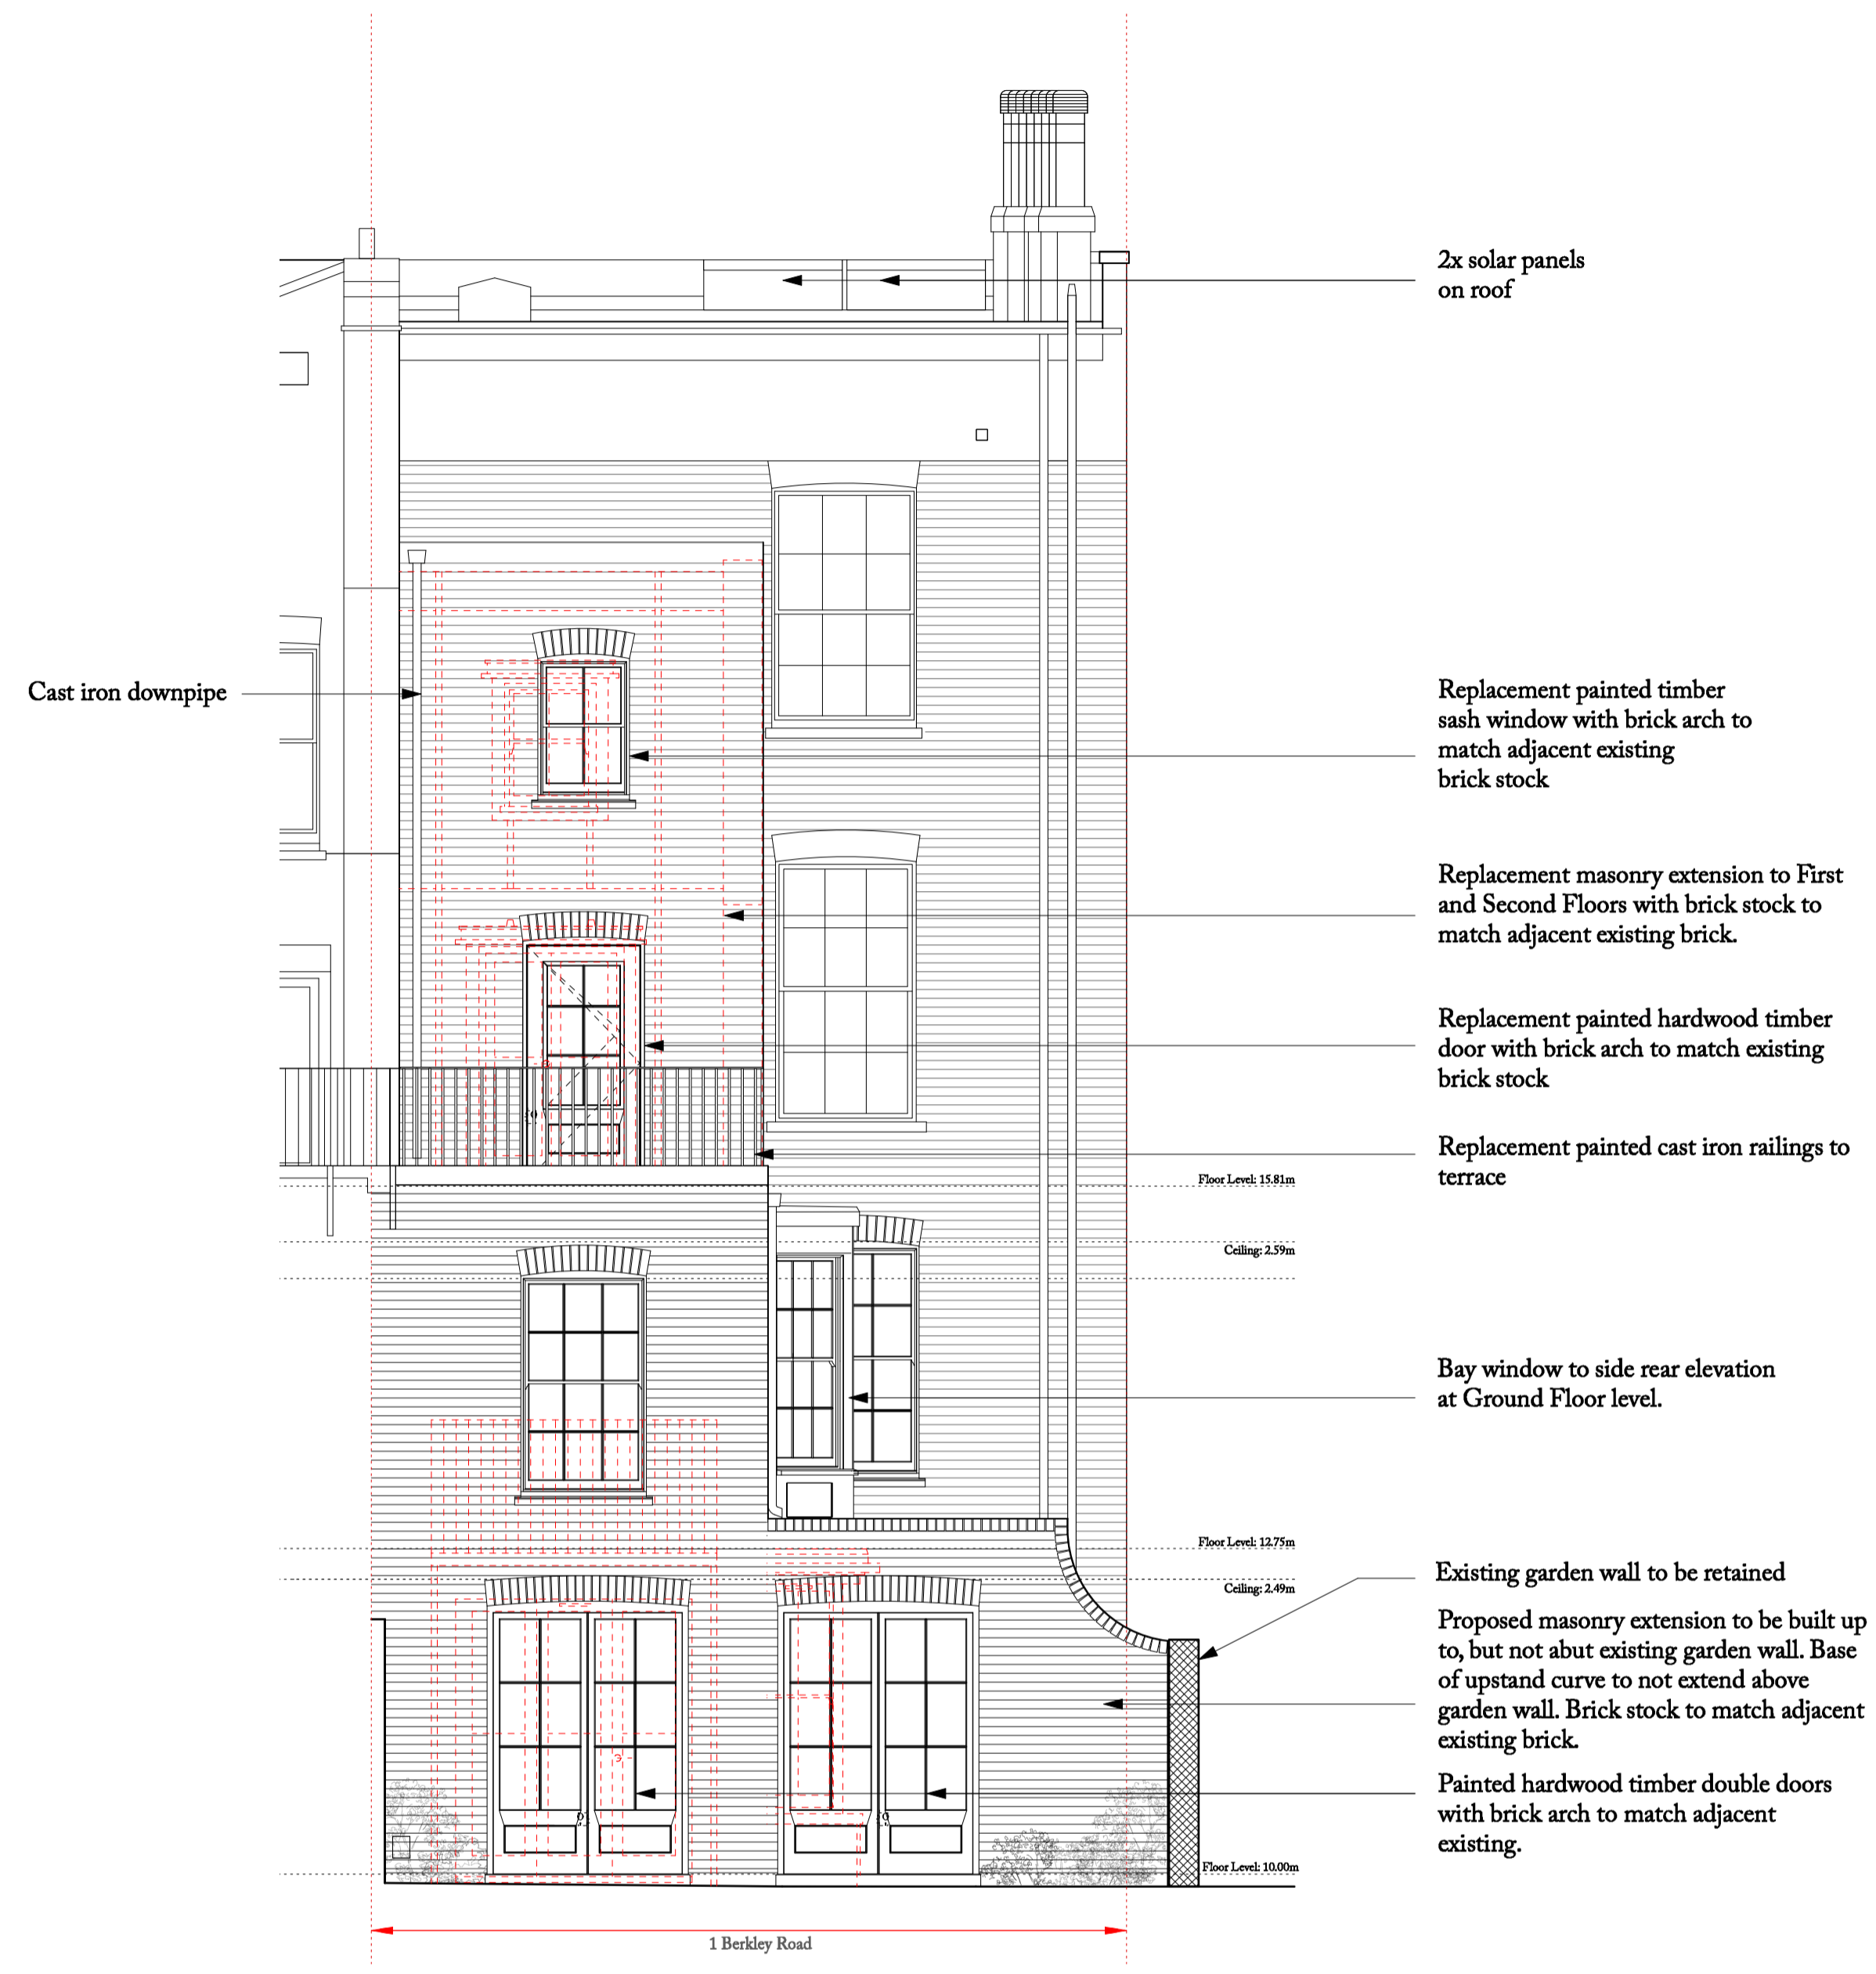 2x solar panels
on roof
Cast iron downpipe
Replacement painted timber
sash window with brick arch to
match adjacent existing
brick stock
Replacement masonry extension to First
and Second Floors with brick stock to
match adjacent existing brick.
Replacement painted hardwood timber
door with brick arch to match existing
brick stock
Replacement painted cast iron railings to
terrace
Floor Level: 15.81m
Ceiling: 2.59m
Bay window to side rear elevation
at Ground Floor level.
Floor Level: 12.75m
Ceiling: 2.49m
Existing garden wall to be retained
Proposed masonry extension to be built up
to, but not abut existing garden wall. Base
of upstand curve to not extend above
garden wall. Brick stock to match adjacent
existing brick.
Painted hardwood timber double doors
with brick arch to match adjacent
existing.
Floor Level: 10.00m
1 Berkley Road